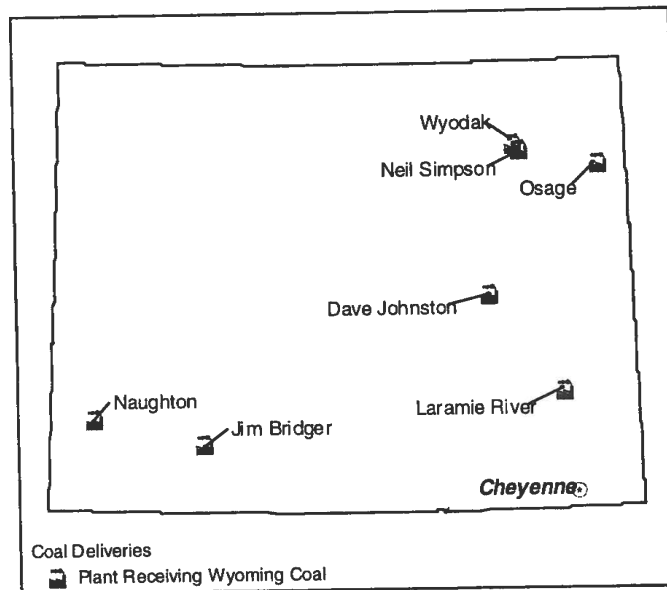 Wyodak
Neil Simpson
Osage
Dave Johnston
Naughton
Jim Bridger
Laramie River
Cheyenne
Coal Deliveries
Plant Receiving Wyoming Coal